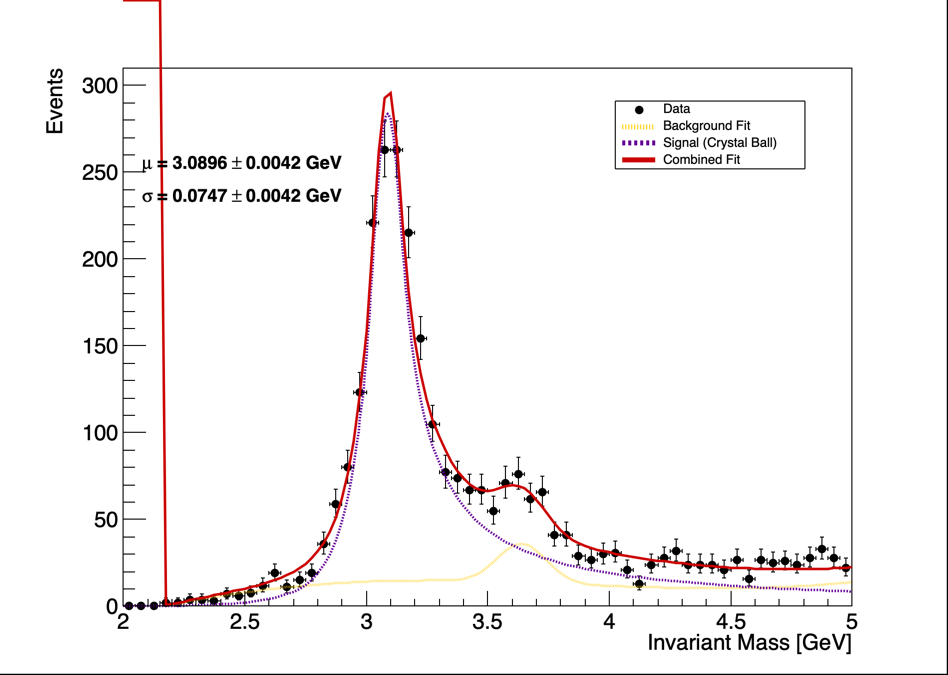 Events
300
250
200
150
100
50
0
μ = 3.0896 ± 0.0042 GeV
σ = 0.0747 ± 0.0042 GeV
Data
Background Fit
Signal (Crystal Ball)
Combined Fit
2 2.5 3 3.5 4 4.5 5
Invariant Mass [GeV]